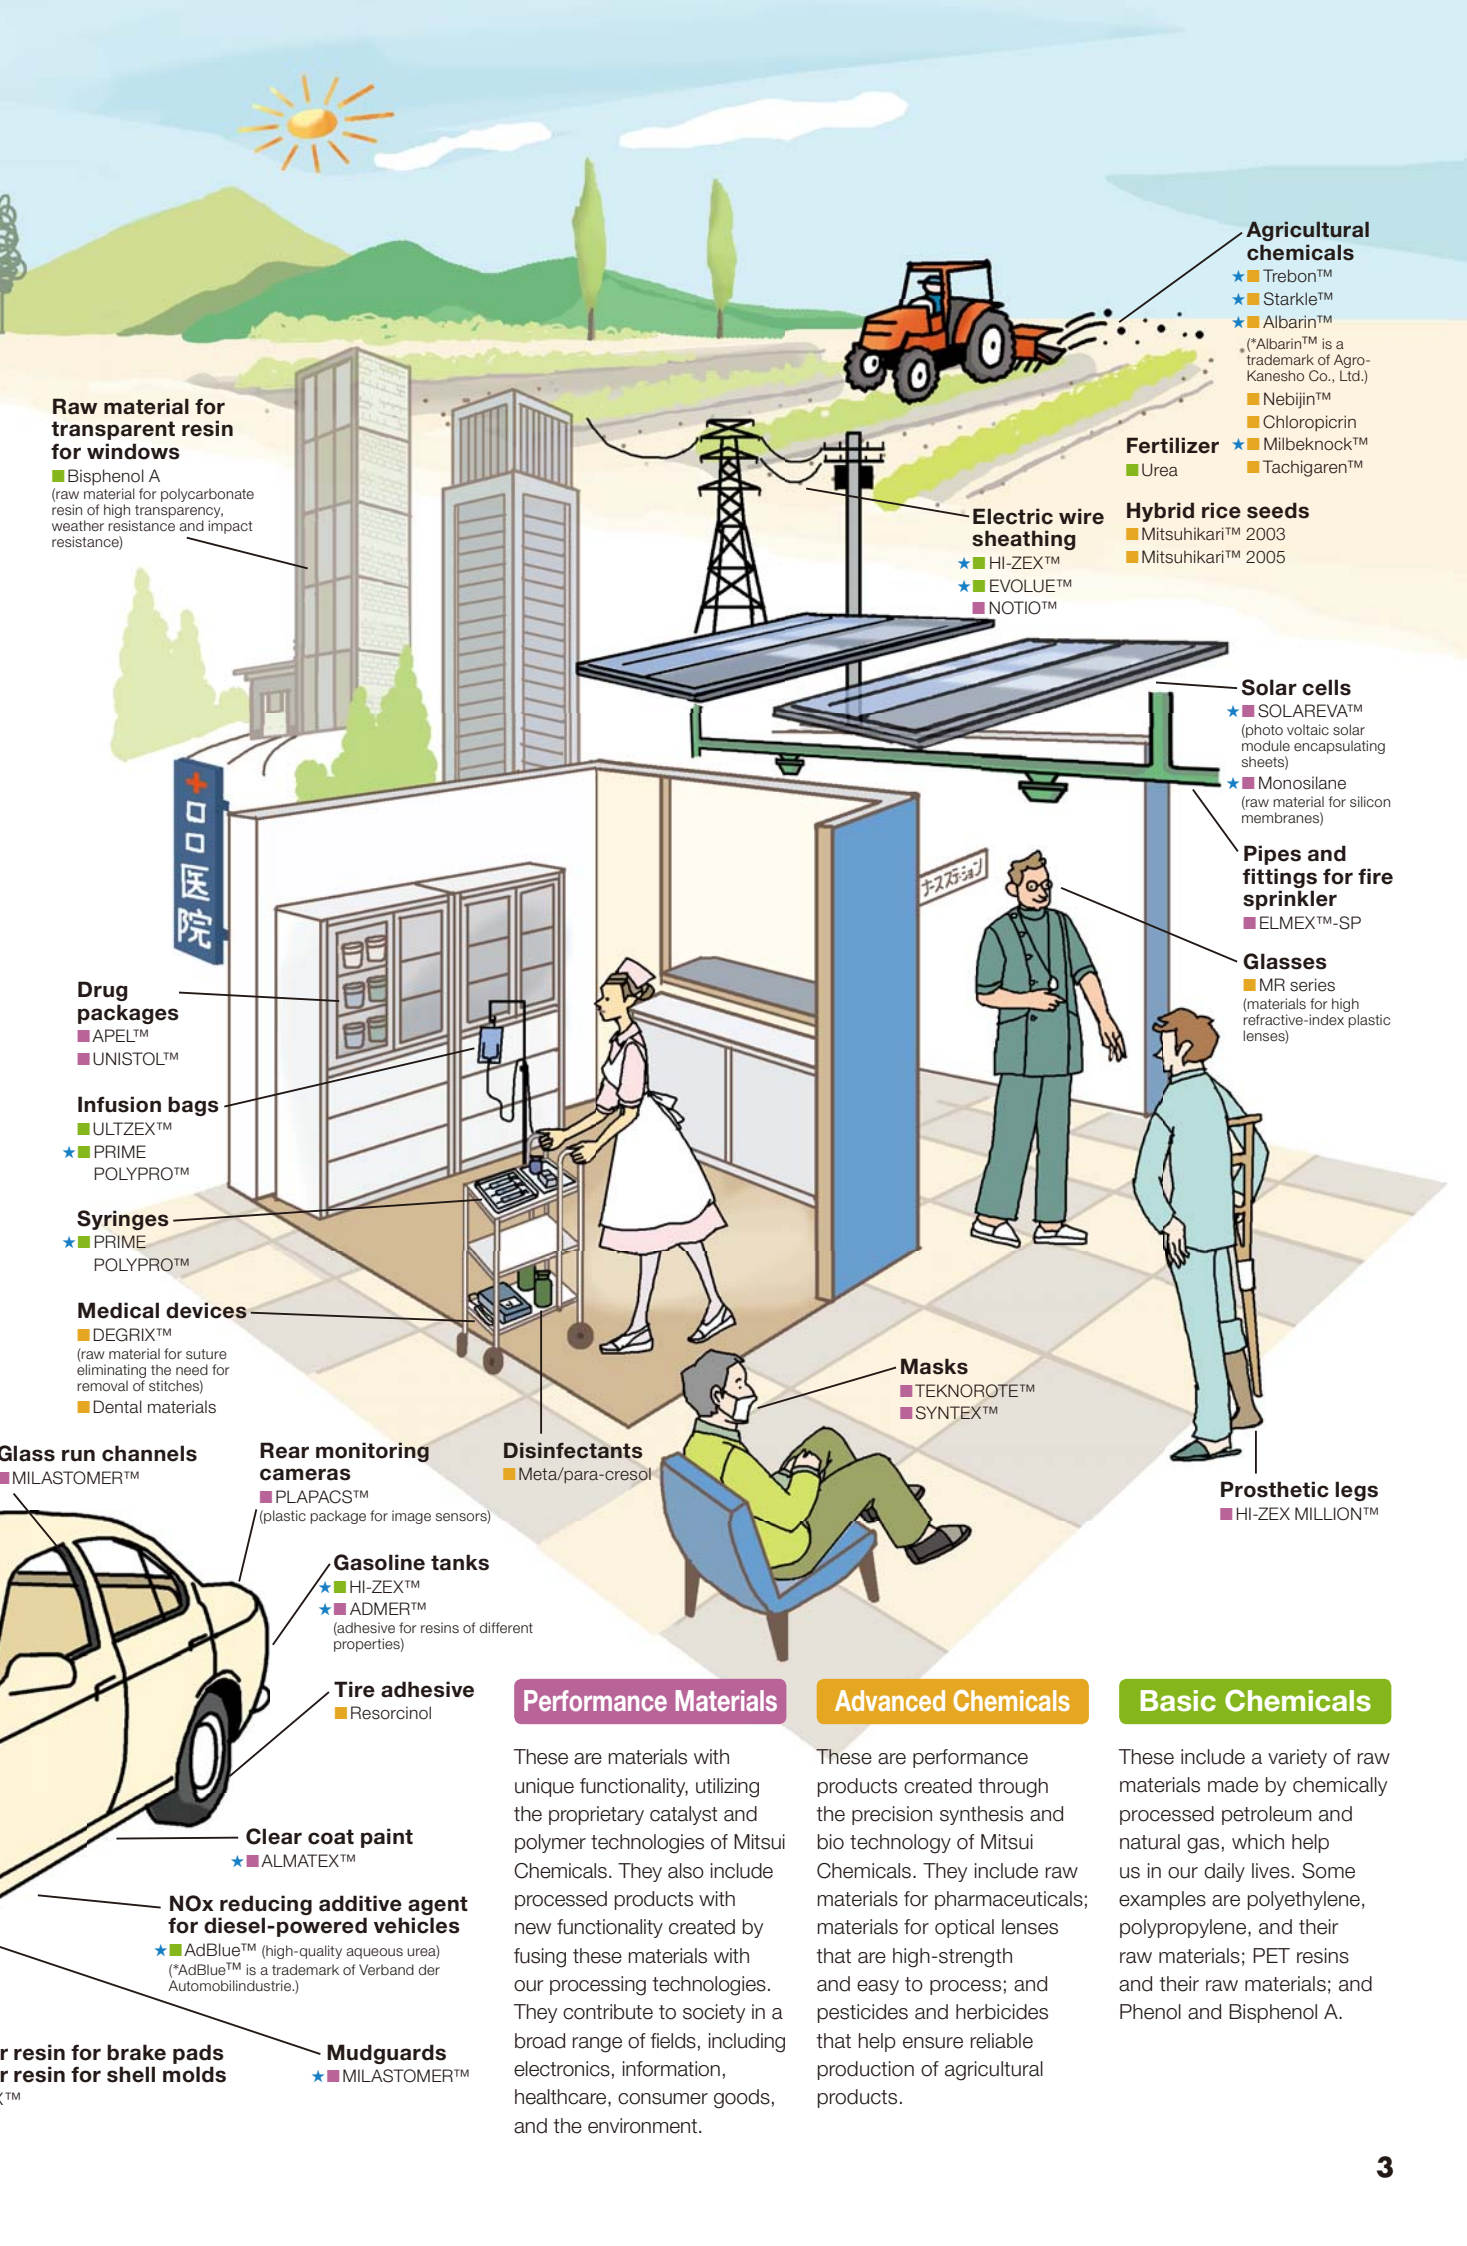 Agricultural
chemicals
★■Trebon™
★■Starkle™
★■Albarin™
(*Albarin™ is a
trademark of Agro-
Kanesho Co., Ltd.)
■Nebijin™
■Chloropicrin
★■Milbeknock™
■Tachigaren™
Fertilizer
■Urea
Hybrid rice seeds
■Mitsuhikari™ 2003
■Mitsuhikari™ 2005
Raw material for
transparent resin
for windows
■Bisphenol A
(raw material for polycarbonate
resin of high transparency,
weather resistance and impact
resistance)
Electric wire
sheathing
★■HI-ZEX™
★■EVOLUE™
■NOTIO™
Solar cells
★■SOLAREVA™
(photo voltaic solar
module encapsulating
sheets)
★■Monosilane
(raw material for silicon
membranes)
Pipes and
fittings for fire
sprinkler
■ELMEX™-SP
Glasses
■MR series
(materials for high
refractive-index plastic
lenses)
口口医院
ナースステーション
Drug
packages
■APEL™
■UNISTOL™
Infusion bags
■ULTZEX™
★■PRIME
POLYPRO™
Syringes
★■PRIME
POLYPRO™
Medical devices
■DEGRIX™
(raw material for suture
eliminating the need for
removal of stitches)
■Dental materials
Masks
■TEKNOROTE™
■SYNTEX™
Disinfectants
■Meta/para-cresol
Prosthetic legs
■HI-ZEX MILLION™
Glass run channels
■MILASTOMER™
Rear monitoring
cameras
■PLAPACS™
(plastic package for image sensors)
Gasoline tanks
★■HI-ZEX™
★■ADMER™
(adhesive for resins of different
properties)
Tire adhesive
■Resorcinol
Clear coat paint
★■ALMATEX™
NOx reducing additive agent
for diesel-powered vehicles
★■AdBlue™ (high-quality aqueous urea)
(*AdBlue™ is a trademark of Verband der
Automobilindustrie.)
r resin for brake pads
r resin for shell molds
X™
Mudguards
★■MILASTOMER™
Performance Materials
These are materials with
unique functionality, utilizing
the proprietary catalyst and
polymer technologies of Mitsui
Chemicals. They also include
processed products with
new functionality created by
fusing these materials with
our processing technologies.
They contribute to society in a
broad range of fields, including
electronics, information,
healthcare, consumer goods,
and the environment.
Advanced Chemicals
These are performance
products created through
the precision synthesis and
bio technology of Mitsui
Chemicals. They include raw
materials for pharmaceuticals;
materials for optical lenses
that are high-strength
and easy to process; and
pesticides and herbicides
that help ensure reliable
production of agricultural
products.
Basic Chemicals
These include a variety of raw
materials made by chemically
processed petroleum and
natural gas, which help
us in our daily lives. Some
examples are polyethylene,
polypropylene, and their
raw materials; PET resins
and their raw materials; and
Phenol and Bisphenol A.
3